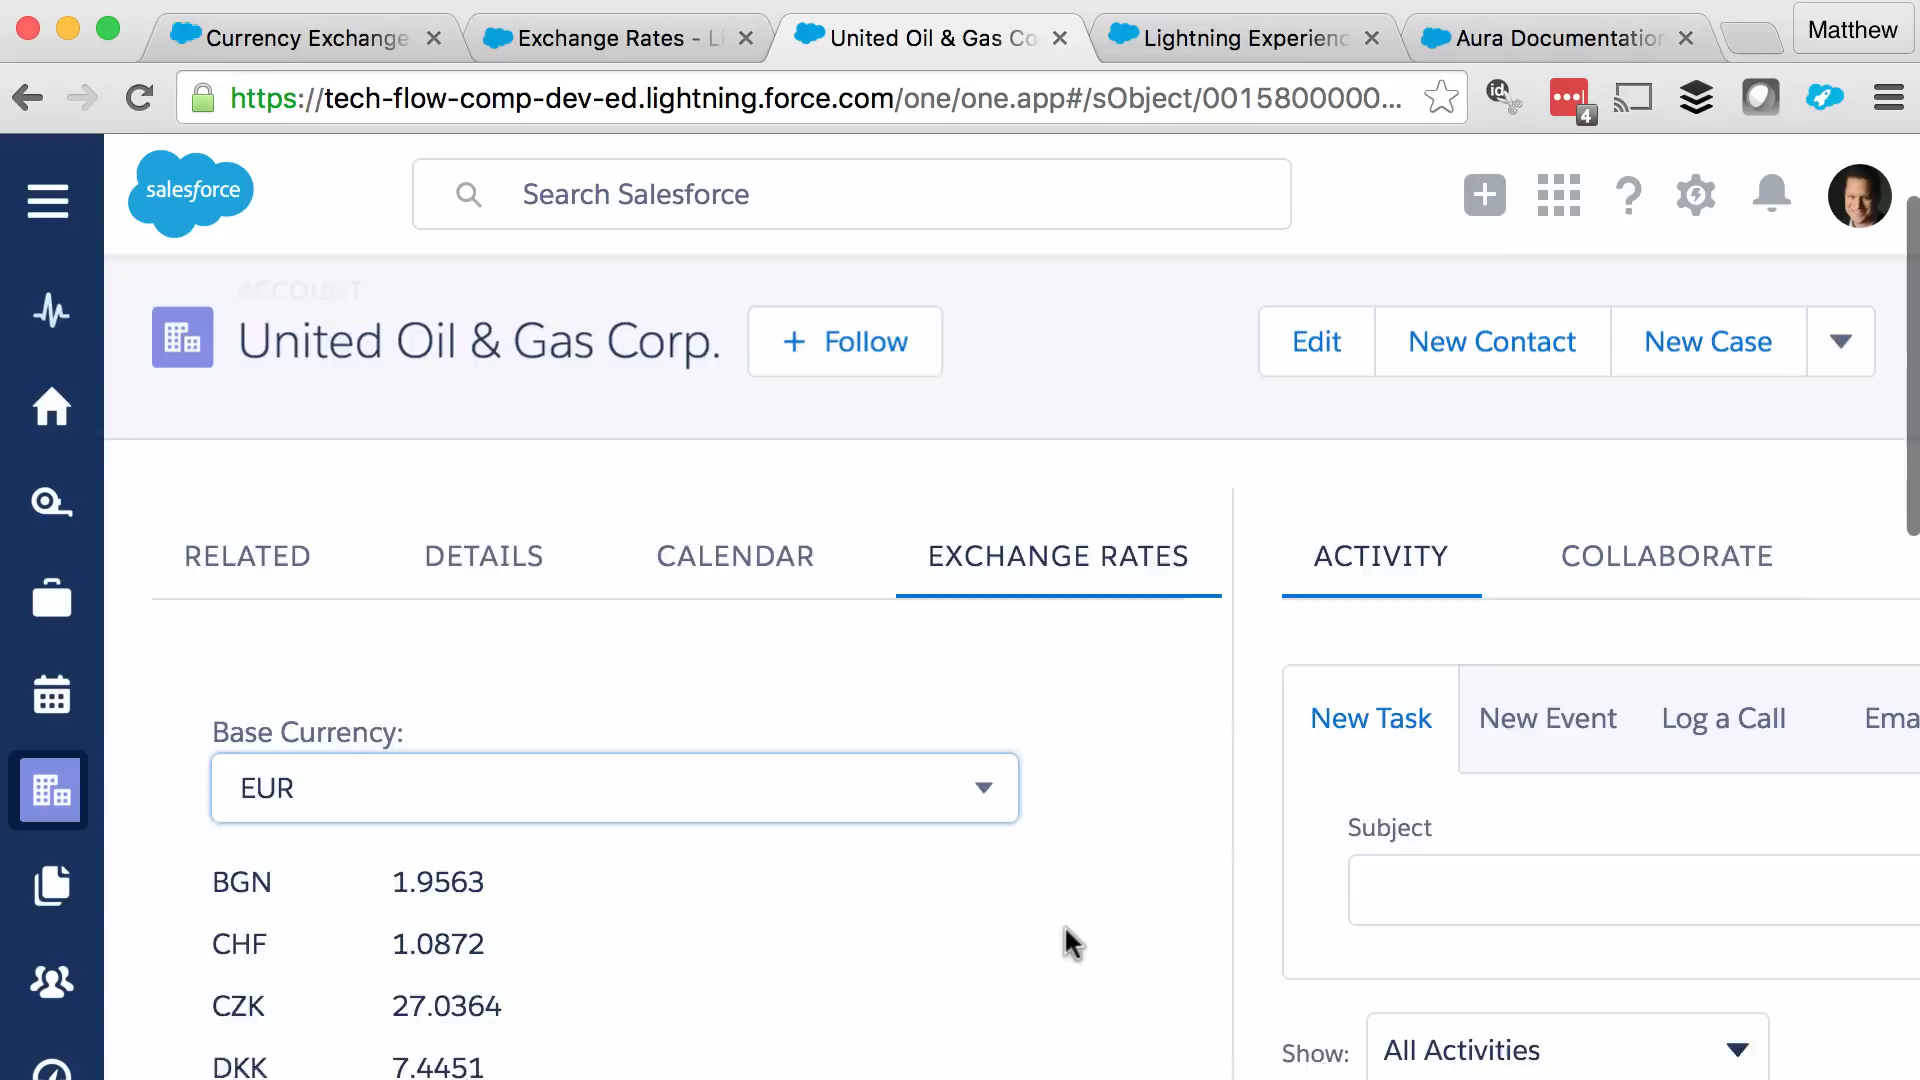 Currency Exchange
Exchange Rates - Li
United Oil & Gas Co
Lightning Experienc
Aura Documentation
Matthew
https://tech-flow-comp-dev-ed.lightning.force.com/one/one.app#/sObject/0015800000...
id
4
salesforce
Search Salesforce
ACCOUNT
United Oil & Gas Corp.
+ Follow
Edit
New Contact
New Case
RELATED
DETAILS
CALENDAR
EXCHANGE RATES
ACTIVITY
COLLABORATE
Base Currency:
EUR
BGN 1.9563
CHF 1.0872
CZK 27.0364
DKK 7.4451
New Task
New Event
Log a Call
Ema
Subject
Show: All Activities